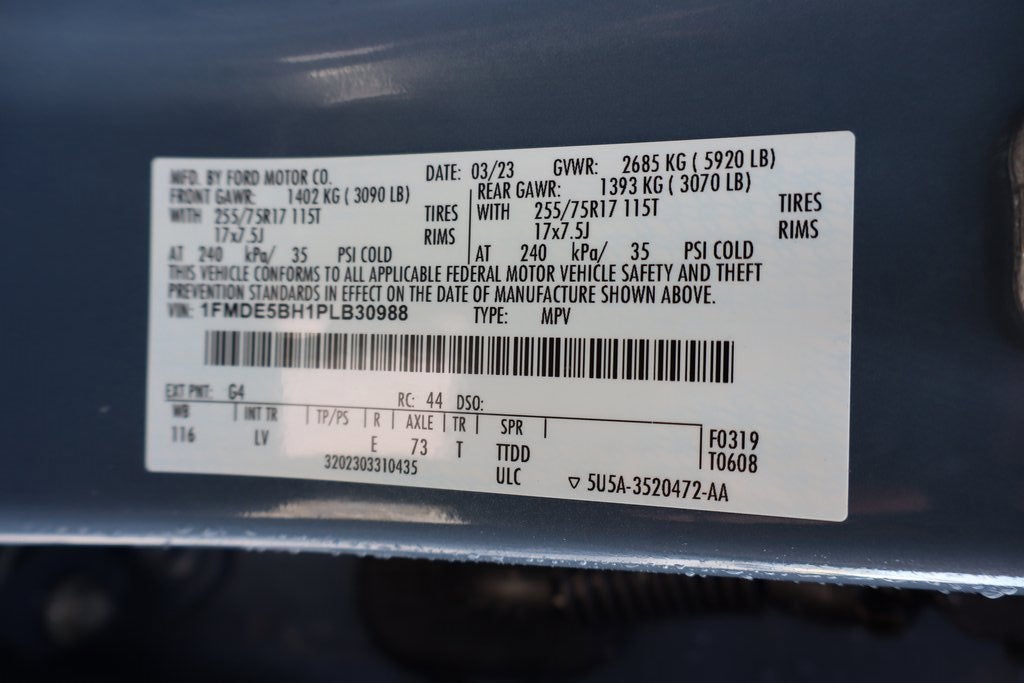 MFD. BY FORD MOTOR CO. DATE: 03/23 GVWR: 2685 KG ( 5920 LB)
FRONT GAWR: 1402 KG ( 3090 LB) REAR GAWR: 1393 KG ( 3070 LB)
WITH 255/75R17 115T TIRES WITH 255/75R17 115T TIRES
17x7.5J RIMS 17x7.5J RIMS
AT 240 kPa/ 35 PSI COLD AT 240 kPa/ 35 PSI COLD
THIS VEHICLE CONFORMS TO ALL APPLICABLE FEDERAL MOTOR VEHICLE SAFETY AND THEFT
PREVENTION STANDARDS IN EFFECT ON THE DATE OF MANUFACTURE SHOWN ABOVE.
VIN: 1FMDE5BH1PLB30988 TYPE: MPV
EXT PNT: G4 RC: 44 DSO:
WB INT TR TP/PS R AXLE TR SPR
116 LV E 73 T TTDD F0319
3202303310435 ULC T0608
▽ 5U5A-3520472-AA